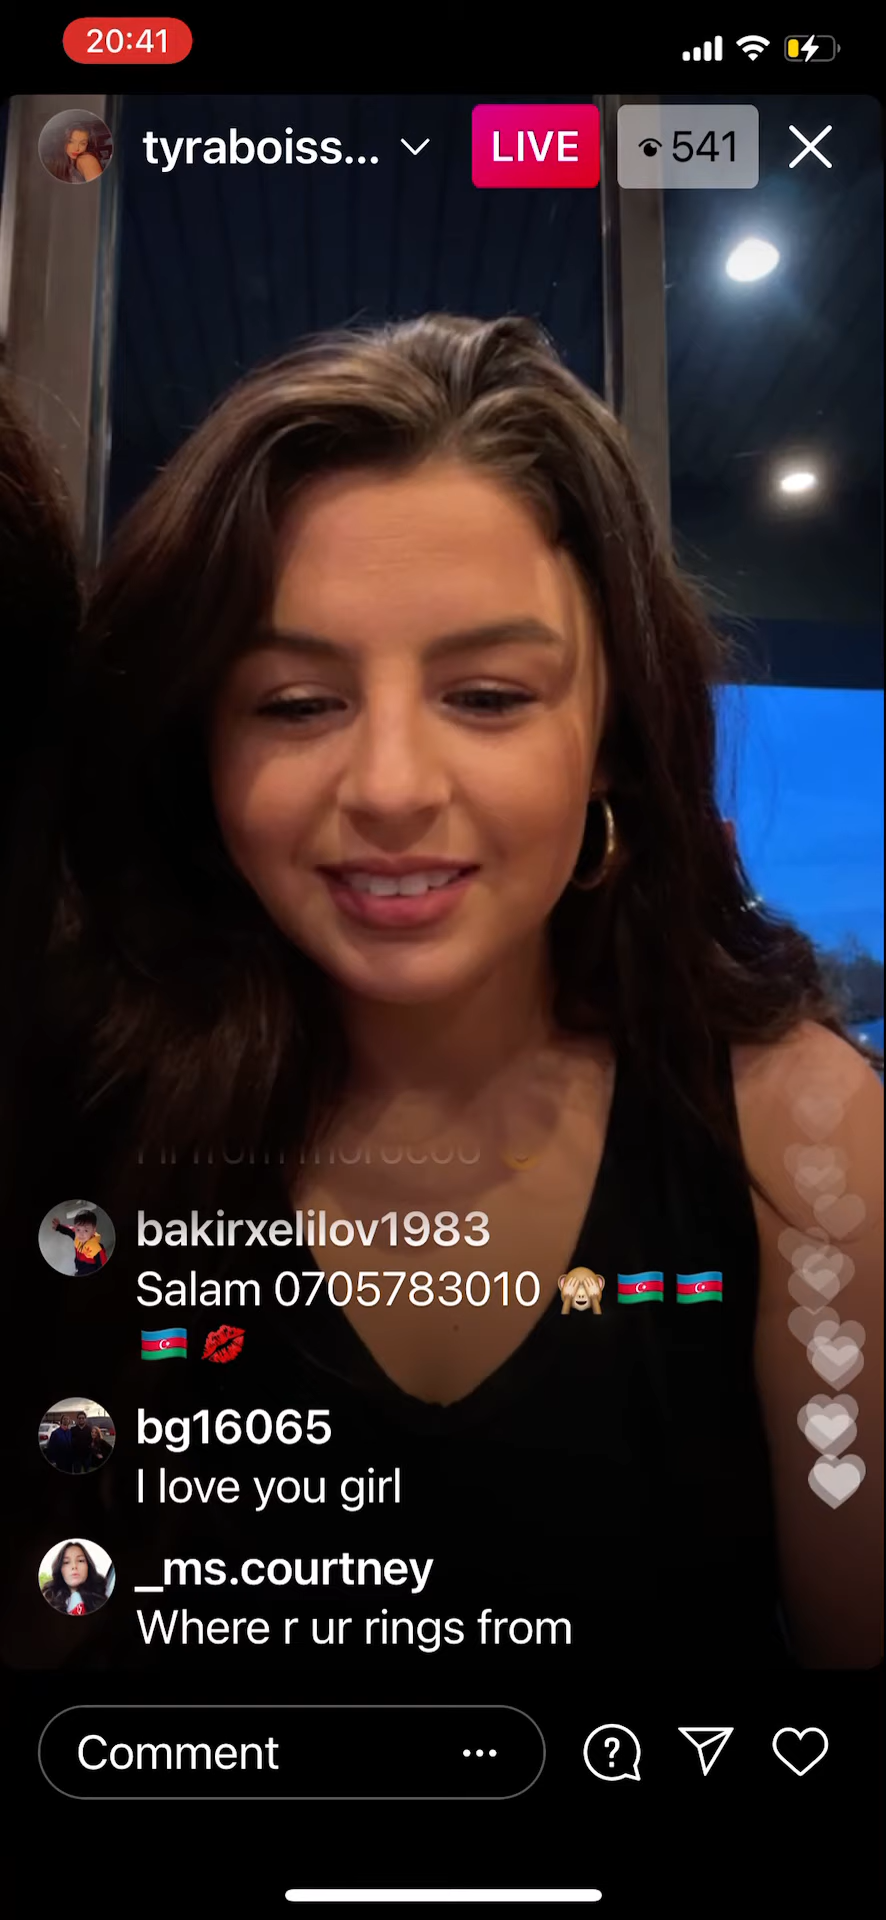 20:41
tyraboiss...
LIVE
541
bakirxelilov1983
Salam 0705783010 🙈🇦🇿🇦🇿
🇦🇿💋
bg16065
I love you girl
_ms.courtney
Where r ur rings from
Comment